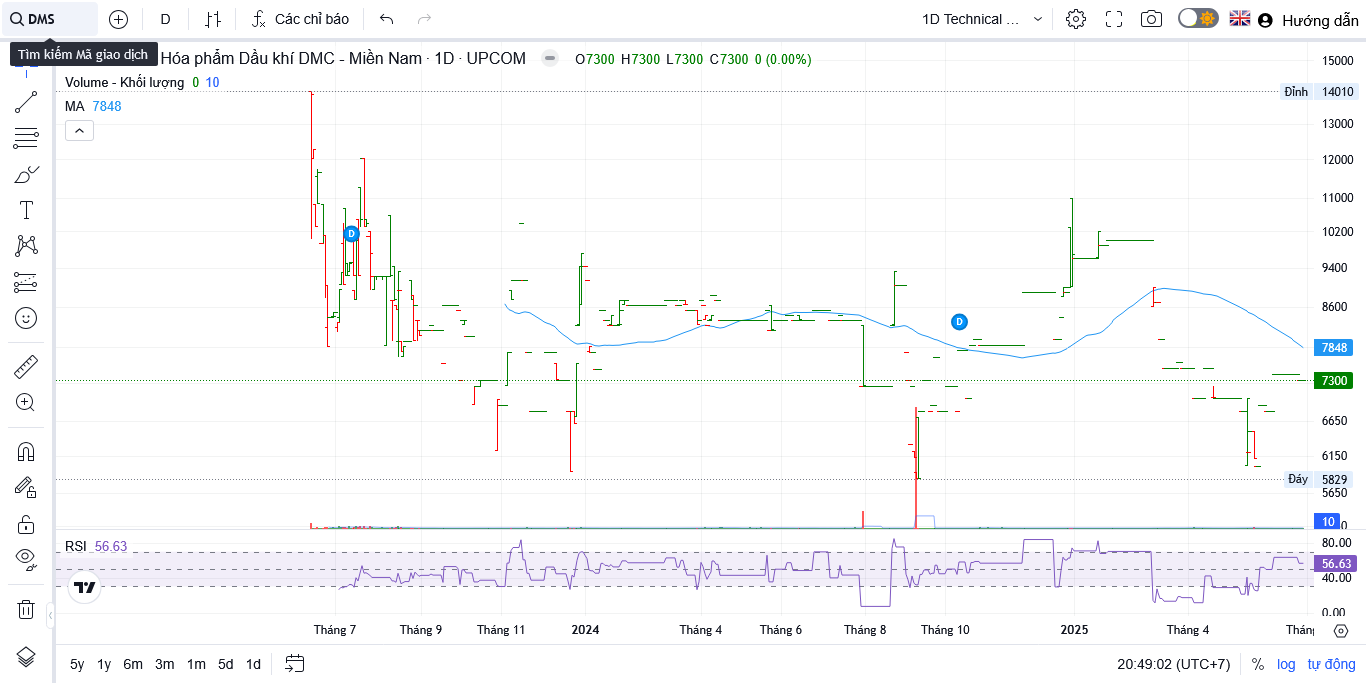 DMS D Các chỉ báo 1D Technical ... Hướng dẫn
Tìm kiếm Mã giao dịch
Hóa phẩm Dầu khí DMC - Miền Nam · 1D · UPCOM O7300 H7300 L7300 C7300 0 (0.00%)
Volume - Khối lượng 0 10
MA 7848
15000
Đỉnh 14010
13000
12000
11000
10200
9400
8600
7848
7300
6650
6150
Đáy 5829
5650
10
0
D
D
RSI 56.63
80.00
56.63
40.00
0.00
Tháng 7 Tháng 9 Tháng 11 2024 Tháng 4 Tháng 6 Tháng 8 Tháng 10 2025 Tháng 4
5y 1y 6m 3m 1m 5d 1d 20:49:02 (UTC+7) % log tự động